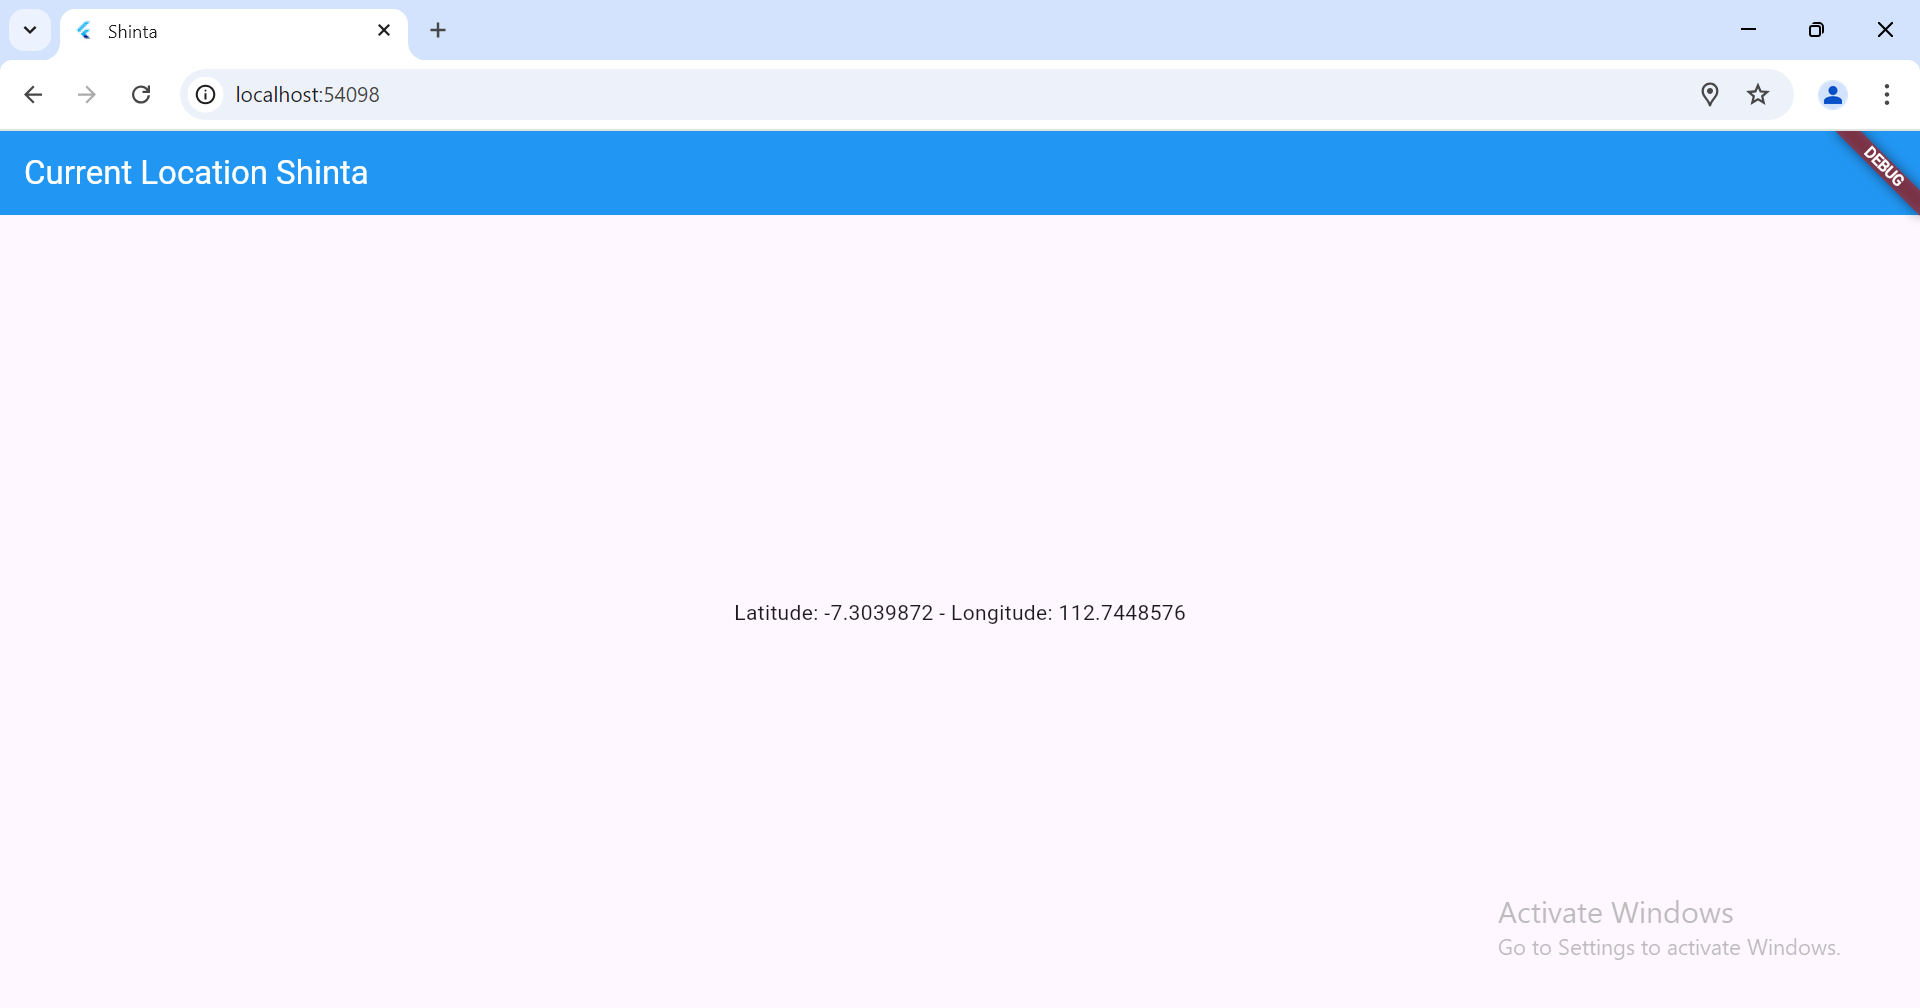 Shinta
localhost:54098
Current Location Shinta
DEBUG
Latitude: -7.3039872 - Longitude: 112.7448576
Activate Windows
Go to Settings to activate Windows.